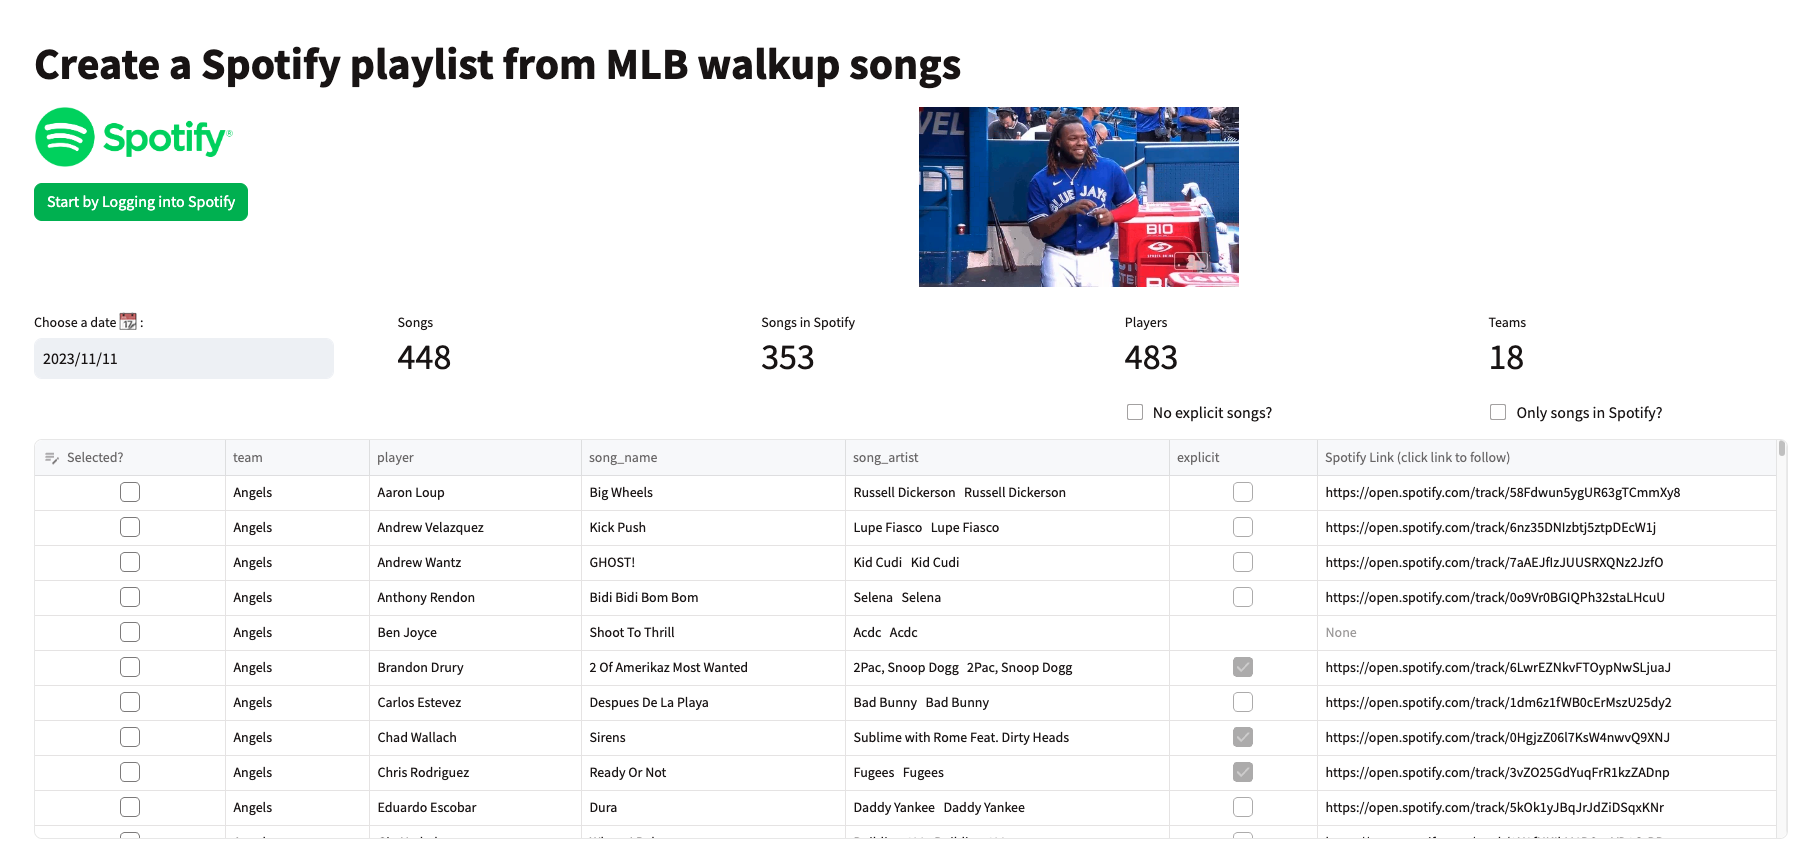 Create a Spotify playlist from MLB walkup songs
Spotify®
Start by Logging into Spotify
VEL
BLUE JAYS
BIO
Choose a date 📅 :
2023/11/11
Songs
448
Songs in Spotify
353
Players
483
Teams
18
No explicit songs?
Only songs in Spotify?
Selected? team player song_name song_artist explicit Spotify Link (click link to follow)
Angels Aaron Loup Big Wheels Russell Dickerson Russell Dickerson https://open.spotify.com/track/58Fdwun5ygUR63gTCmmXy8
Angels Andrew Velazquez Kick Push Lupe Fiasco Lupe Fiasco https://open.spotify.com/track/6nz35DNIzbtj5ztpDEcW1j
Angels Andrew Wantz GHOST! Kid Cudi Kid Cudi https://open.spotify.com/track/7aAEJfIzJUUSRXQNz2JzfO
Angels Anthony Rendon Bidi Bidi Bom Bom Selena Selena https://open.spotify.com/track/0o9Vr0BGIQPh32staLHcuU
Angels Ben Joyce Shoot To Thrill Acdc Acdc None
Angels Brandon Drury 2 Of Amerikaz Most Wanted 2Pac, Snoop Dogg 2Pac, Snoop Dogg https://open.spotify.com/track/6LwrEZNkvFTOypNwSLjuaJ
Angels Carlos Estevez Despues De La Playa Bad Bunny Bad Bunny https://open.spotify.com/track/1dm6z1fWB0cErMszU25dy2
Angels Chad Wallach Sirens Sublime with Rome Feat. Dirty Heads https://open.spotify.com/track/0HgjzZ06l7KsW4nwvQ9XNJ
Angels Chris Rodriguez Ready Or Not Fugees Fugees https://open.spotify.com/track/3vZO25GdYuqFrR1kzZADnp
Angels Eduardo Escobar Dura Daddy Yankee Daddy Yankee https://open.spotify.com/track/5kOk1yJBqJrJdZiDSqxKNr